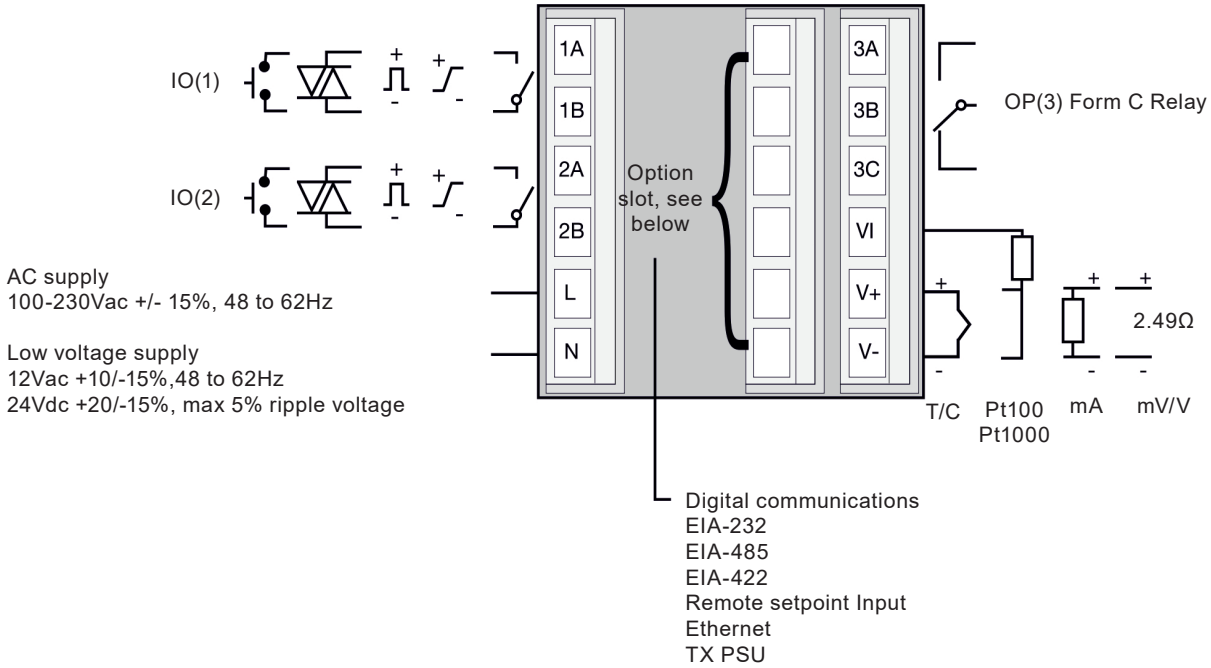 IO(1)
+
-
+
-
1A
1B
IO(2)
+
-
+
-
2A
2B
AC supply
100-230Vac +/- 15%, 48 to 62Hz
L
Low voltage supply
12Vac +10/-15%,48 to 62Hz
24Vdc +20/-15%, max 5% ripple voltage
N
Option
slot, see
below
3A
3B
3C
VI
V+
V-
OP(3) Form C Relay
+
-
T/C
Pt100
Pt1000
+
-
mA
+
2.49Ω
-
mV/V
Digital communications
EIA-232
EIA-485
EIA-422
Remote setpoint Input
Ethernet
TX PSU